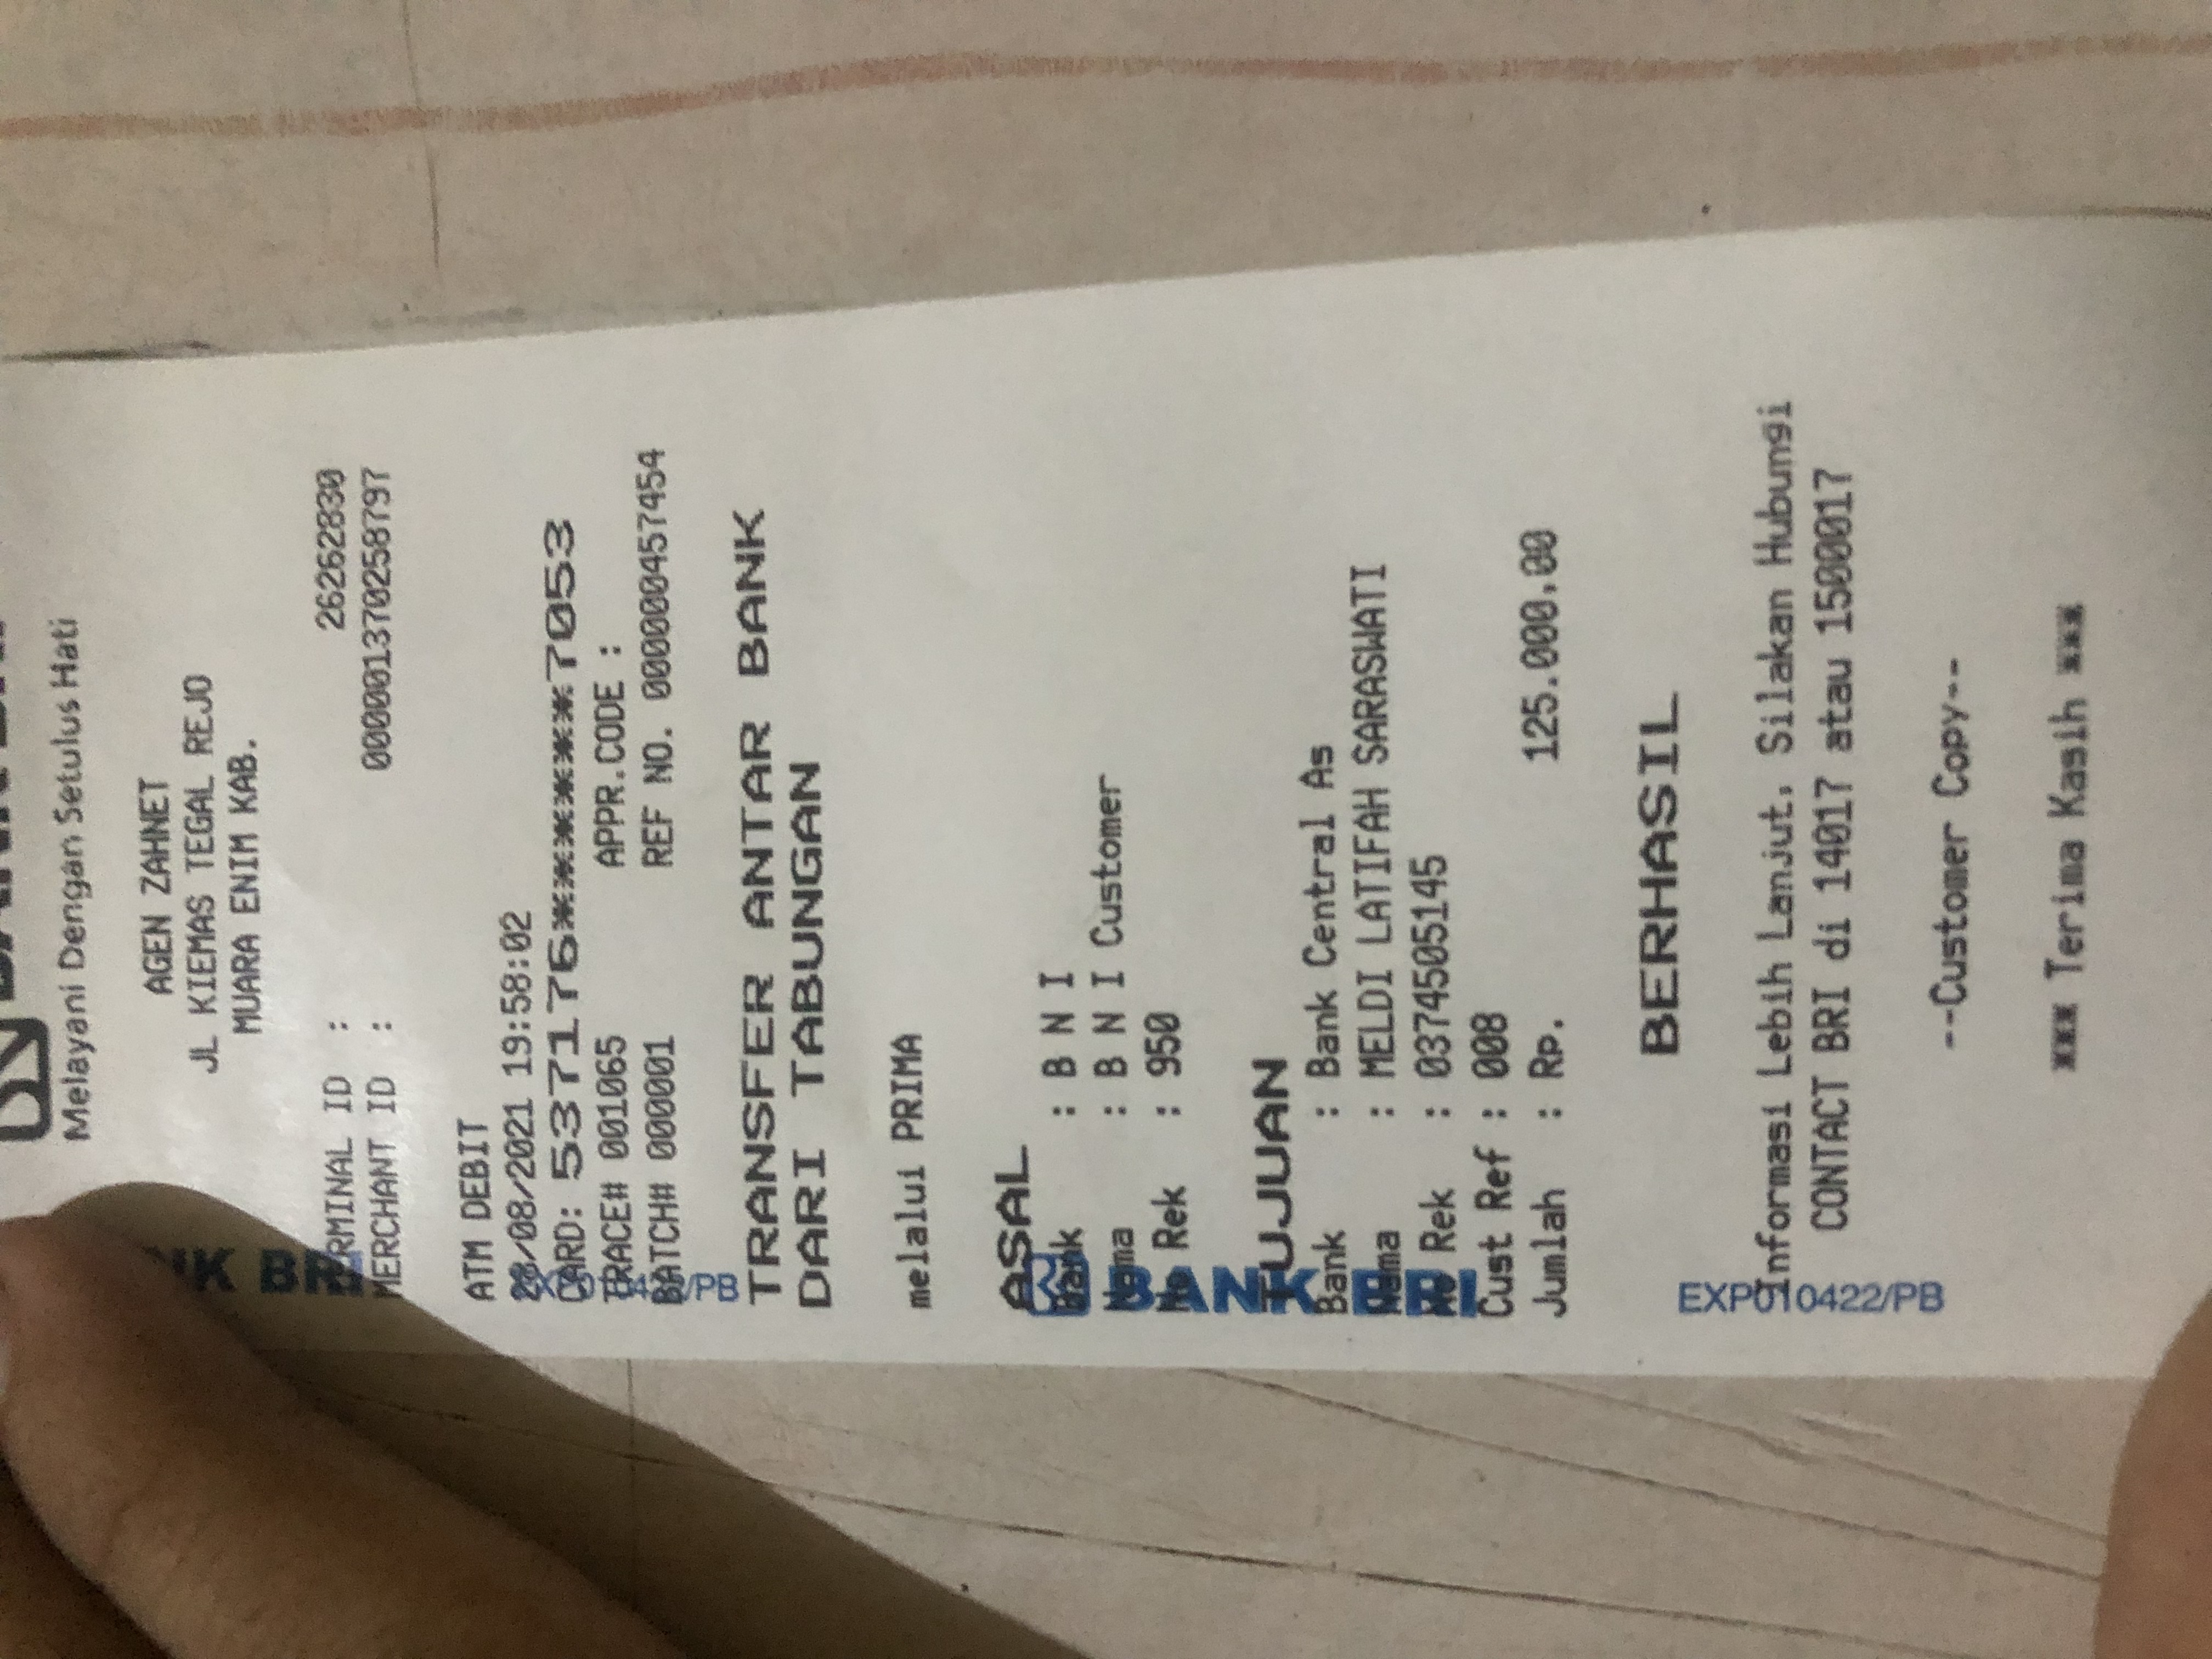 BANK BRI
Melayani Dengan Setulus Hati
AGEN ZAHNET
JL KIEMAS TEGAL REJO
MUARA ENIM KAB.
TERMINAL ID : 26262830
MERCHANT ID : 000001370258797
ATM DEBIT
28/08/2021 19:58:02
CARD: 537176******7053
TRACE# 001065 APPR.CODE :
BATCH# 000001 REF NO. 000000457454
TRANSFER ANTAR BANK
DARI TABUNGAN
melalui PRIMA
ASAL
Bank : B N I
Nama : B N I Customer
No Rek : 950
TUJUAN
Bank : Bank Central As
Nama : MELDI LATIFAH SARASWATI
No Rek : 0374505145
Cust Ref : 008
Jumlah : Rp. 125.000,00
BERHASIL
Informasi Lebih Lanjut, Silakan Hubungi
CONTACT BRI di 14017 atau 1500017
--Customer Copy--
*** Terima Kasih ***
BANK BRI
EXP010422/PB